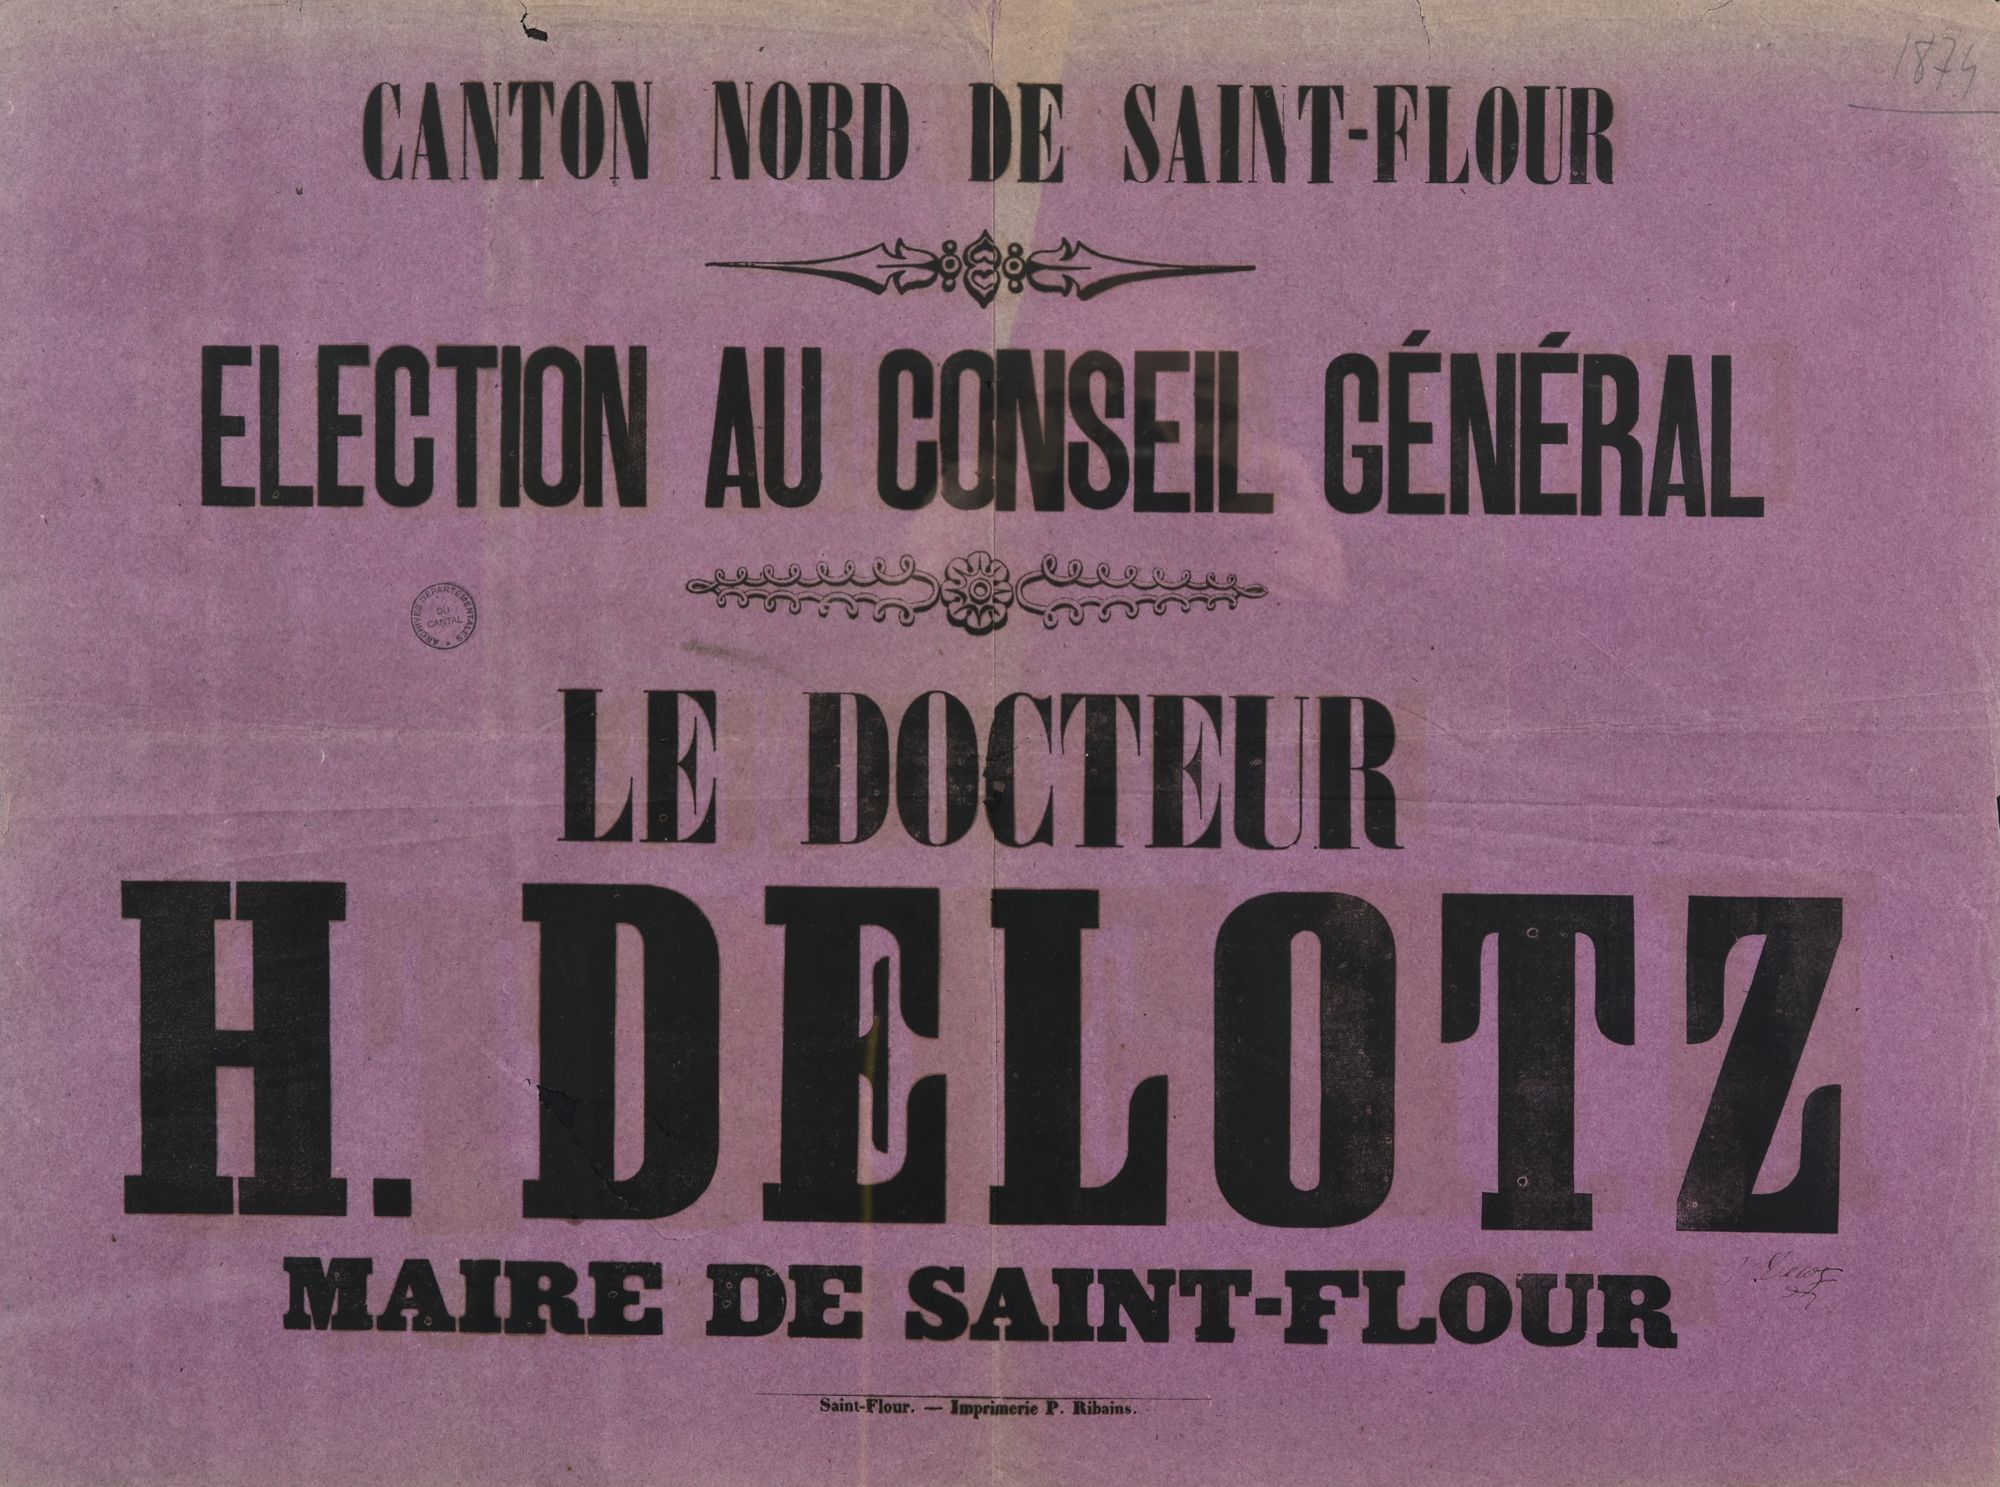 1874
CANTON NORD DE SAINT-FLOUR
ELECTION AU CONSEIL GÉNÉRAL
ARCHIVES DÉPARTEMENTALES
DU
CANTAL
LE DOCTEUR
H. DELOTZ
MAIRE DE SAINT-FLOUR
Saint-Flour. — Imprimerie P. Ribains.